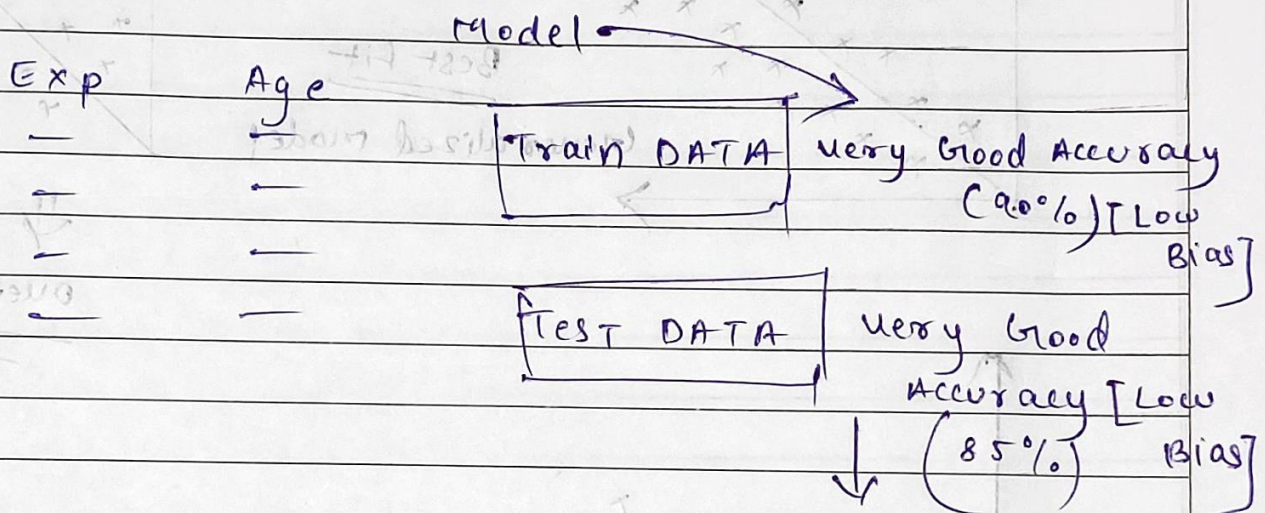 Model
Exp Age
Train DATA Very Good Accuracy
(90%) [Low
Bias]
Test DATA Very Good
Accuracy [Low
(85%) Bias]